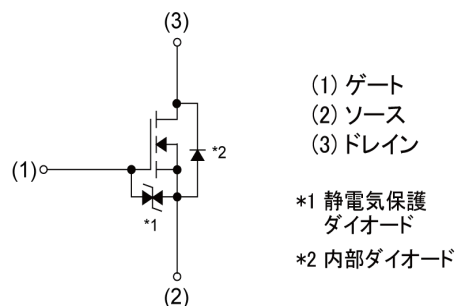 (3)
(1) ゲート
(2) ソース
(3) ドレイン
*2
(1)
*1
*1 静電気保護
ダイオード
*2 内部ダイオード
(2)